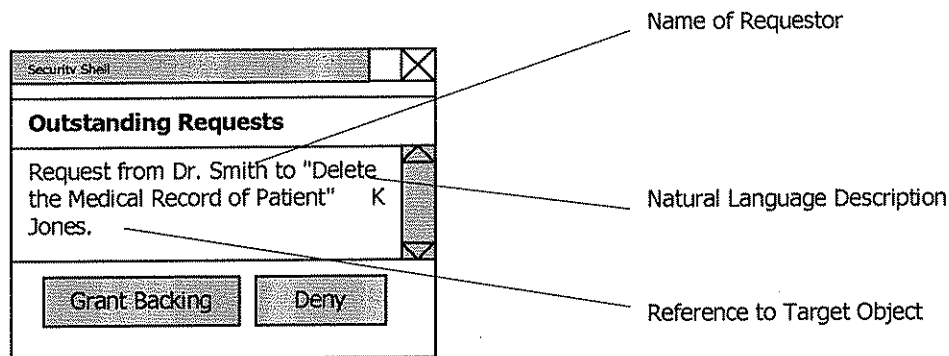 Name of Requestor
Security Shell
Outstanding Requests
Request from Dr. Smith to "Delete
the Medical Record of Patient" K
Jones.
Natural Language Description
Grant Backing Deny
Reference to Target Object